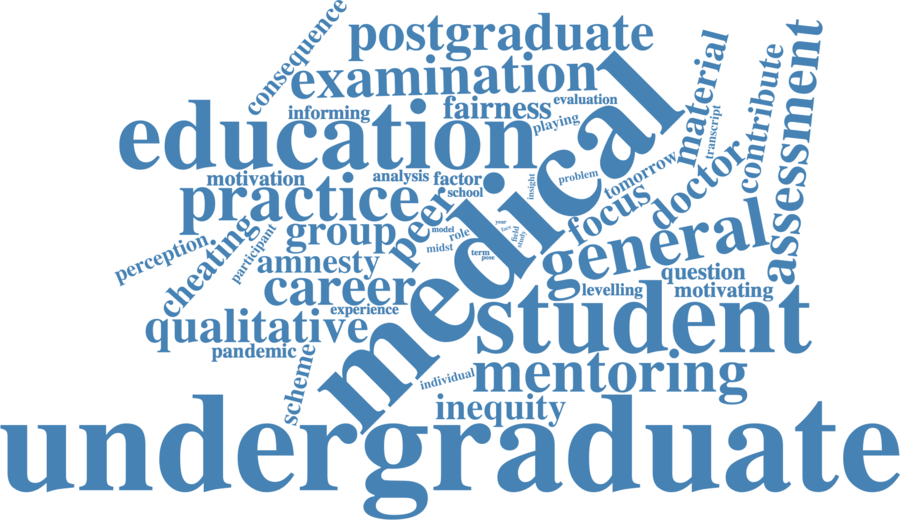 consequence
postgraduate
examination
informing
fairness
evaluation
playing
education
medical
material
transcript
contribute
assessment
motivation
analysis
factor
school
insight
problem
tomorrow
doctor
practice
peer
focus
group
general
perception
cheating
participant
model
role
midst
year
field
study
term
pose
amnesty
career
experience
question
levelling
motivating
qualitative
student
pandemic
scheme
individual
mentoring
inequity
undergraduate